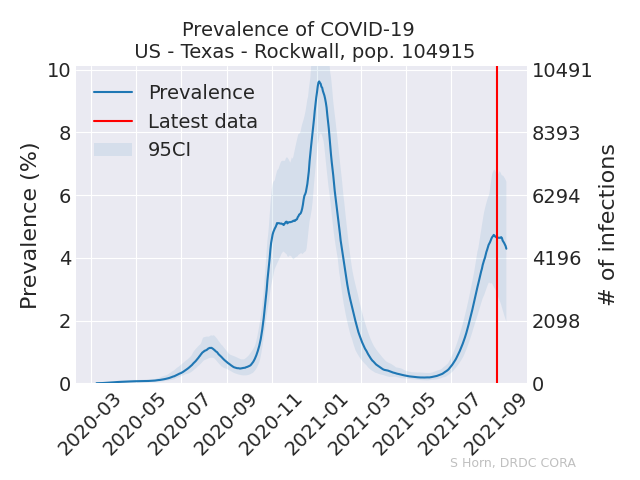 Prevalence of COVID-19
US - Texas - Rockwall, pop. 104915
Prevalence (%)
10
8
6
4
2
0
Prevalence
Latest data
95CI
10491
8393
6294
4196
2098
0
# of infections
2020-03
2020-05
2020-07
2020-09
2020-11
2021-01
2021-03
2021-05
2021-07
2021-09
S Horn, DRDC CORA